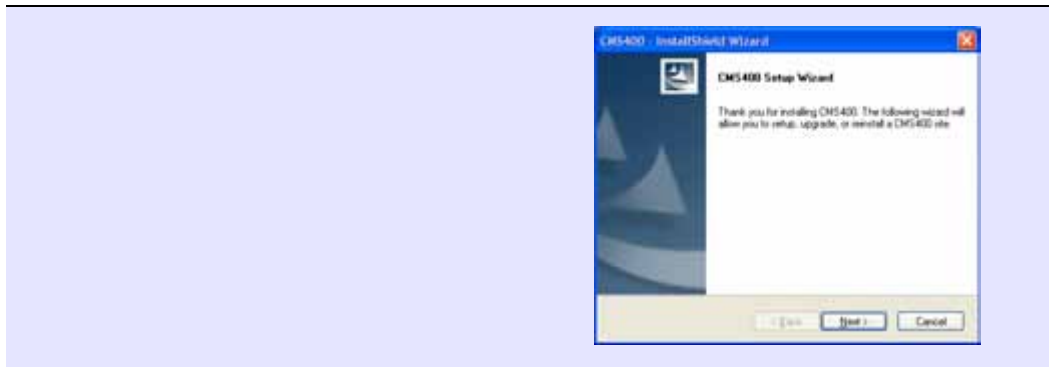 CMS400 - InstallShield Wizard
CMS400 Setup Wizard
Thank you for installing CMS400. The following wizard will
allow you to setup, upgrade, or reinstall a CMS400 site
< Back
Next >
Cancel